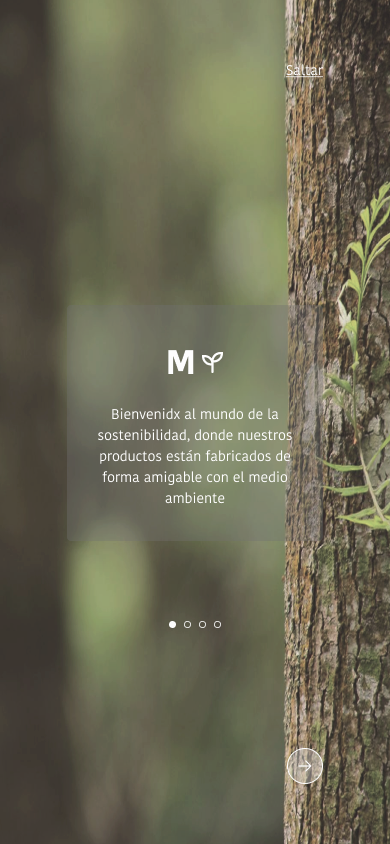 Saltar
M
Bienvenidx al mundo de la
sostenibilidad, donde nuestros
productos están fabricados de
forma amigable con el medio
ambiente